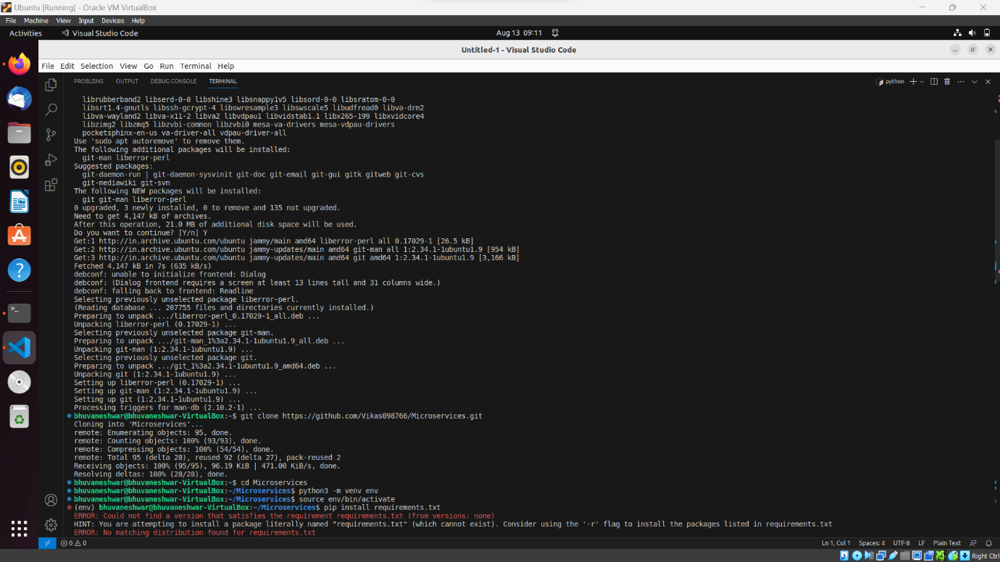 Ubuntu [Running] - Oracle VM VirtualBox
File Machine View Input Devices Help
Activities Visual Studio Code Aug 13 09:11
Untitled-1 - Visual Studio Code
File Edit Selection View Go Run Terminal Help
PROBLEMS OUTPUT DEBUG CONSOLE TERMINAL python
librubberband2 libserd-0-0 libshine3 libsnappy1v5 libsord-0-0 libsratom-0-0
libsrt1.4-gnutls libssh-gcrypt-4 libswresample3 libswscale5 libudfread0 libva-drm2
libva-wayland2 libva-x11-2 libva2 libvdpau1 libvidstab1.1 libx265-199 libxvidcore4
libzimg2 libzmq5 libzvbi-common libzvbi0 mesa-va-drivers mesa-vdpau-drivers
pocketsphinx-en-us va-driver-all vdpau-driver-all
Use 'sudo apt autoremove' to remove them.
The following additional packages will be installed:
git-man liberror-perl
Suggested packages:
git-daemon-run | git-daemon-sysvinit git-doc git-email git-gui gitk gitweb git-cvs
git-mediawiki git-svn
The following NEW packages will be installed:
git git-man liberror-perl
0 upgraded, 3 newly installed, 0 to remove and 135 not upgraded.
Need to get 4,147 kB of archives.
After this operation, 21.0 MB of additional disk space will be used.
Do you want to continue? [Y/n] Y
Get:1 http://in.archive.ubuntu.com/ubuntu jammy/main amd64 liberror-perl all 0.17029-1 [26.5 kB]
Get:2 http://in.archive.ubuntu.com/ubuntu jammy-updates/main amd64 git-man all 1:2.34.1-1ubuntu1.9 [954 kB]
Get:3 http://in.archive.ubuntu.com/ubuntu jammy-updates/main amd64 git amd64 1:2.34.1-1ubuntu1.9 [3,166 kB]
Fetched 4,147 kB in 7s (635 kB/s)
debconf: unable to initialize frontend: Dialog
debconf: (Dialog frontend requires a screen at least 13 lines tall and 31 columns wide.)
debconf: falling back to frontend: Readline
Selecting previously unselected package liberror-perl.
(Reading database ... 207755 files and directories currently installed.)
Preparing to unpack .../liberror-perl_0.17029-1_all.deb ...
Unpacking liberror-perl (0.17029-1) ...
Selecting previously unselected package git-man.
Preparing to unpack .../git-man_1%3a2.34.1-1ubuntu1.9_all.deb ...
Unpacking git-man (1:2.34.1-1ubuntu1.9) ...
Selecting previously unselected package git.
Preparing to unpack .../git_1%3a2.34.1-1ubuntu1.9_amd64.deb ...
Unpacking git (1:2.34.1-1ubuntu1.9) ...
Setting up liberror-perl (0.17029-1) ...
Setting up git-man (1:2.34.1-1ubuntu1.9) ...
Setting up git (1:2.34.1-1ubuntu1.9) ...
Processing triggers for man-db (2.10.2-1) ...
bhuvaneshwar@bhuvaneshwar-VirtualBox:~$ git clone https://github.com/Vikas098766/Microservices.git
Cloning into 'Microservices'...
remote: Enumerating objects: 95, done.
remote: Counting objects: 100% (93/93), done.
remote: Compressing objects: 100% (54/54), done.
remote: Total 95 (delta 28), reused 92 (delta 27), pack-reused 2
Receiving objects: 100% (95/95), 96.19 KiB | 471.00 KiB/s, done.
Resolving deltas: 100% (28/28), done.
bhuvaneshwar@bhuvaneshwar-VirtualBox:~$ cd Microservices
bhuvaneshwar@bhuvaneshwar-VirtualBox:~/Microservices$ python3 -m venv env
bhuvaneshwar@bhuvaneshwar-VirtualBox:~/Microservices$ source env/bin/activate
(env) bhuvaneshwar@bhuvaneshwar-VirtualBox:~/Microservices$ pip install requirements.txt
ERROR: Could not find a version that satisfies the requirement requirements.txt (from versions: none)
HINT: You are attempting to install a package literally named "requirements.txt" (which cannot exist). Consider using the '-r' flag to install the packages listed in requirements.txt
ERROR: No matching distribution found for requirements.txt
0 0 Ln 1, Col 1 Spaces: 4 UTF-8 LF Plain Text
Right Ctrl